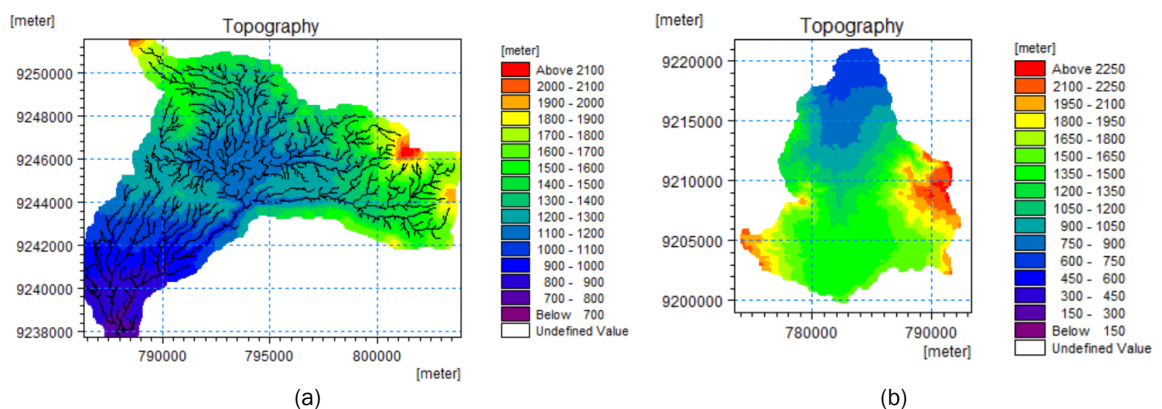 [meter]
Topography
9250000
9248000
9246000
9244000
9242000
9240000
9238000
790000
795000
800000
[meter]
[meter]
Above 2100
2000 - 2100
1900 - 2000
1800 - 1900
1700 - 1800
1600 - 1700
1500 - 1600
1400 - 1500
1300 - 1400
1200 - 1300
1100 - 1200
1000 - 1100
900 - 1000
800 - 900
700 - 800
Below 700
Undefined Value
(a)
[meter]
Topography
9220000
9215000
9210000
9205000
9200000
780000
790000
[meter]
[meter]
Above 2250
2100 - 2250
1950 - 2100
1800 - 1950
1650 - 1800
1500 - 1650
1350 - 1500
1200 - 1350
1050 - 1200
900 - 1050
750 - 900
600 - 750
450 - 600
300 - 450
150 - 300
Below 150
Undefined Value
(b)